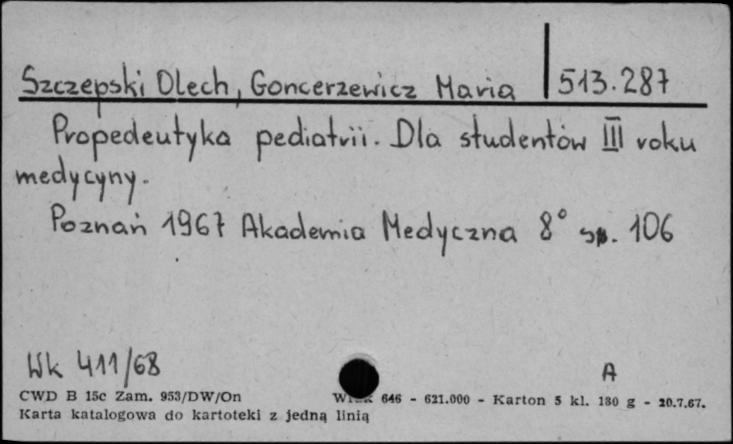 Szczepski Olech, Goncerzewicz Maria 513.287
Propedeutyka pediatrii. Dla studentów III roku
medycyny.
Poznań 1967 Akademia Medyczna 8° 106
Wk 411/68
A
CWD B 15c Zam. 953/DW/On 646 - 621.000 - Karton 5 kl. 180 g - 20.7.67.
Karta katalogowa do kartoteki z jedną linią